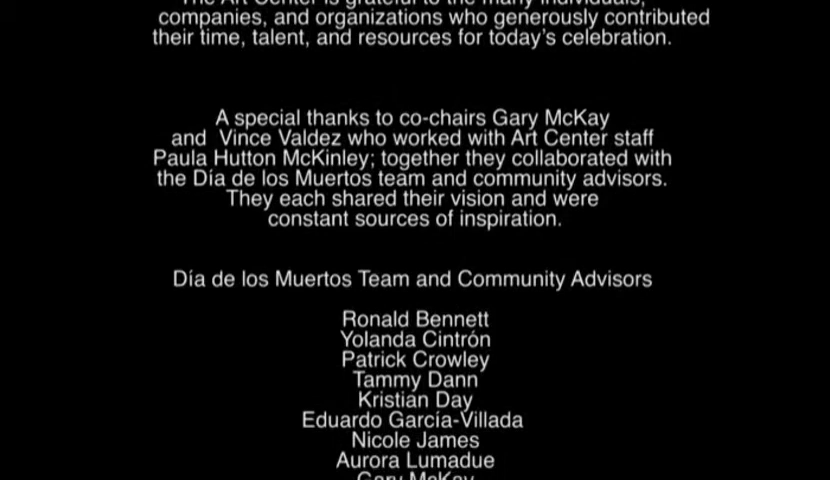 The Art Center is grateful to the many individuals,
companies, and organizations who generously contributed
their time, talent, and resources for today's celebration.
A special thanks to co-chairs Gary McKay
and Vince Valdez who worked with Art Center staff
Paula Hutton McKinley; together they collaborated with
the Día de los Muertos team and community advisors.
They each shared their vision and were
constant sources of inspiration.
Día de los Muertos Team and Community Advisors
Ronald Bennett
Yolanda Cintrón
Patrick Crowley
Tammy Dann
Kristian Day
Eduardo García-Villada
Nicole James
Aurora Lumadue
Gary McKay